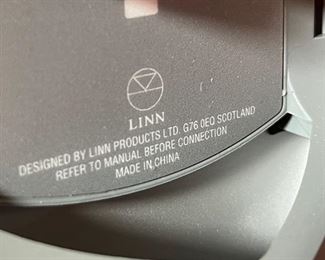 LINN
DESIGNED BY LINN PRODUCTS LTD. G76 0EQ SCOTLAND
REFER TO MANUAL BEFORE CONNECTION
MADE IN CHINA